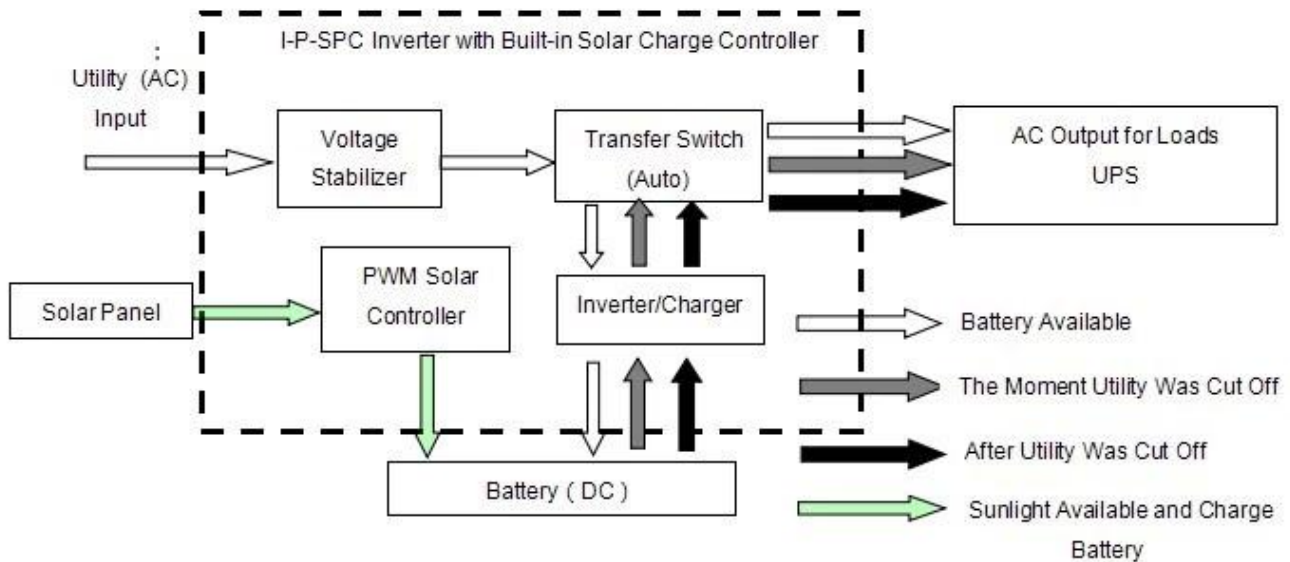 I-P-SPC Inverter with Built-in Solar Charge Controller
:
Utility (AC)
Input
Voltage
Stabilizer
Transfer Switch
(Auto)
AC Output for Loads
UPS
Solar Panel
PWM Solar
Controller
Inverter/Charger
Battery ( DC )
Battery Available
The Moment Utility Was Cut Off
After Utility Was Cut Off
Sunlight Available and Charge
Battery